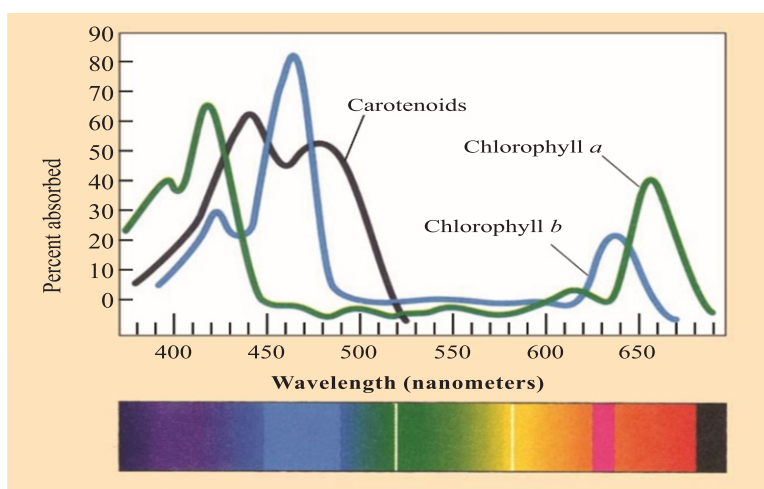 90
80
70
60
50
40
30
20
10
0
Percent absorbed
Carotenoids
Chlorophyll a
Chlorophyll b
400 450 500 550 600 650
Wavelength (nanometers)